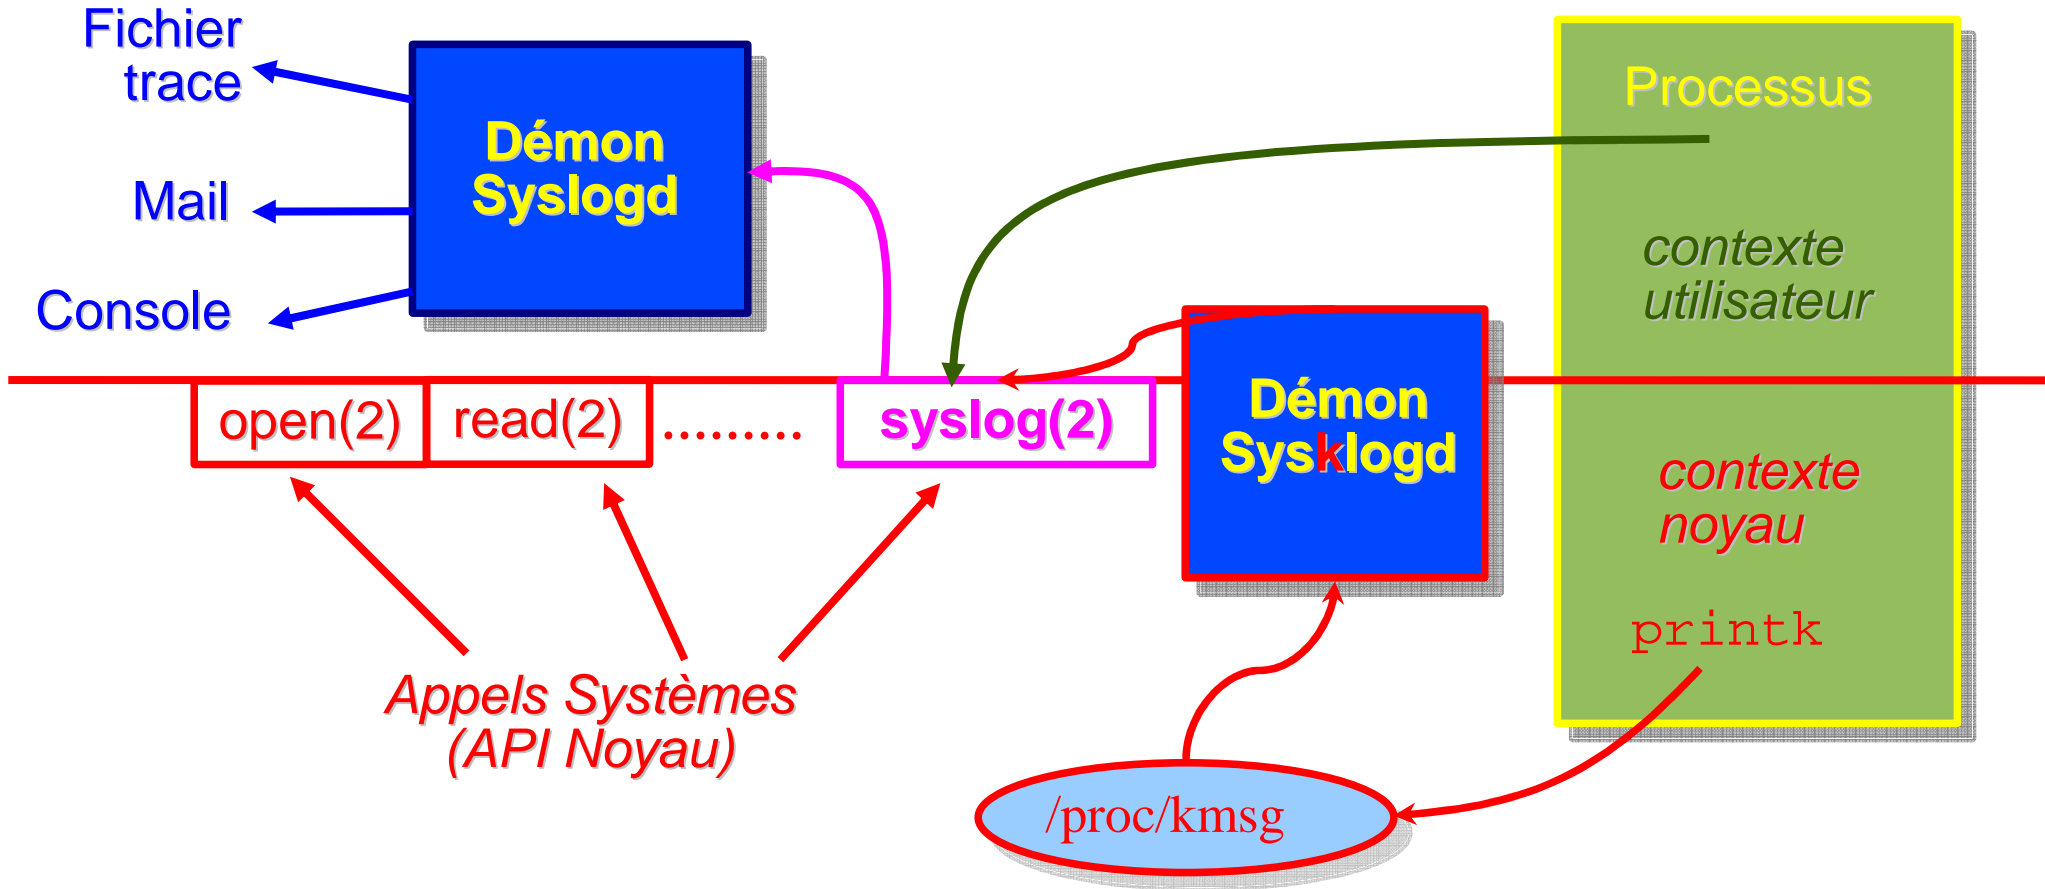 Fichier
trace
Mail
Console
Démon
Syslogd
Processus
contexte
utilisateur
open(2)
read(2)
.........
syslog(2)
Démon
Sysklogd
contexte
noyau
printk
Appels Systèmes
(API Noyau)
/proc/kmsg